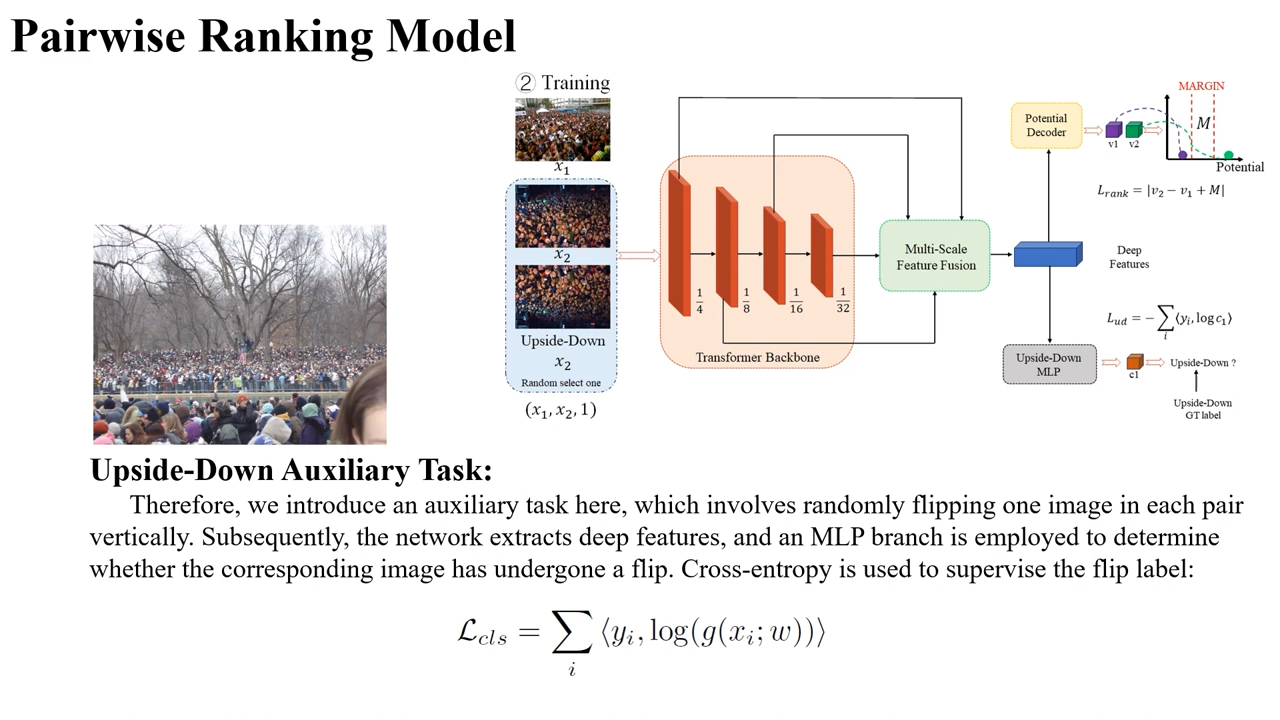 Pairwise Ranking Model
② Training
x₁
x₂
Upside-Down
x₂
Random select one
(x₁, x₂, 1)
1/4
1/8
1/16
1/32
Transformer Backbone
Multi-Scale
Feature Fusion
Potential
Decoder
v1 v2
MARGIN
M
Potential
L_rank = |v₂ − v₁ + M|
Deep
Features
L_ud = − ∑_i ⟨y_i, log c₁⟩
Upside-Down
MLP
c1
Upside-Down ?
Upside-Down
GT label
Upside-Down Auxiliary Task:
Therefore, we introduce an auxiliary task here, which involves randomly flipping one image in each pair
vertically. Subsequently, the network extracts deep features, and an MLP branch is employed to determine
whether the corresponding image has undergone a flip. Cross-entropy is used to supervise the flip label:
ℒ_cls = ∑_i ⟨y_i, log(g(x_i; w))⟩